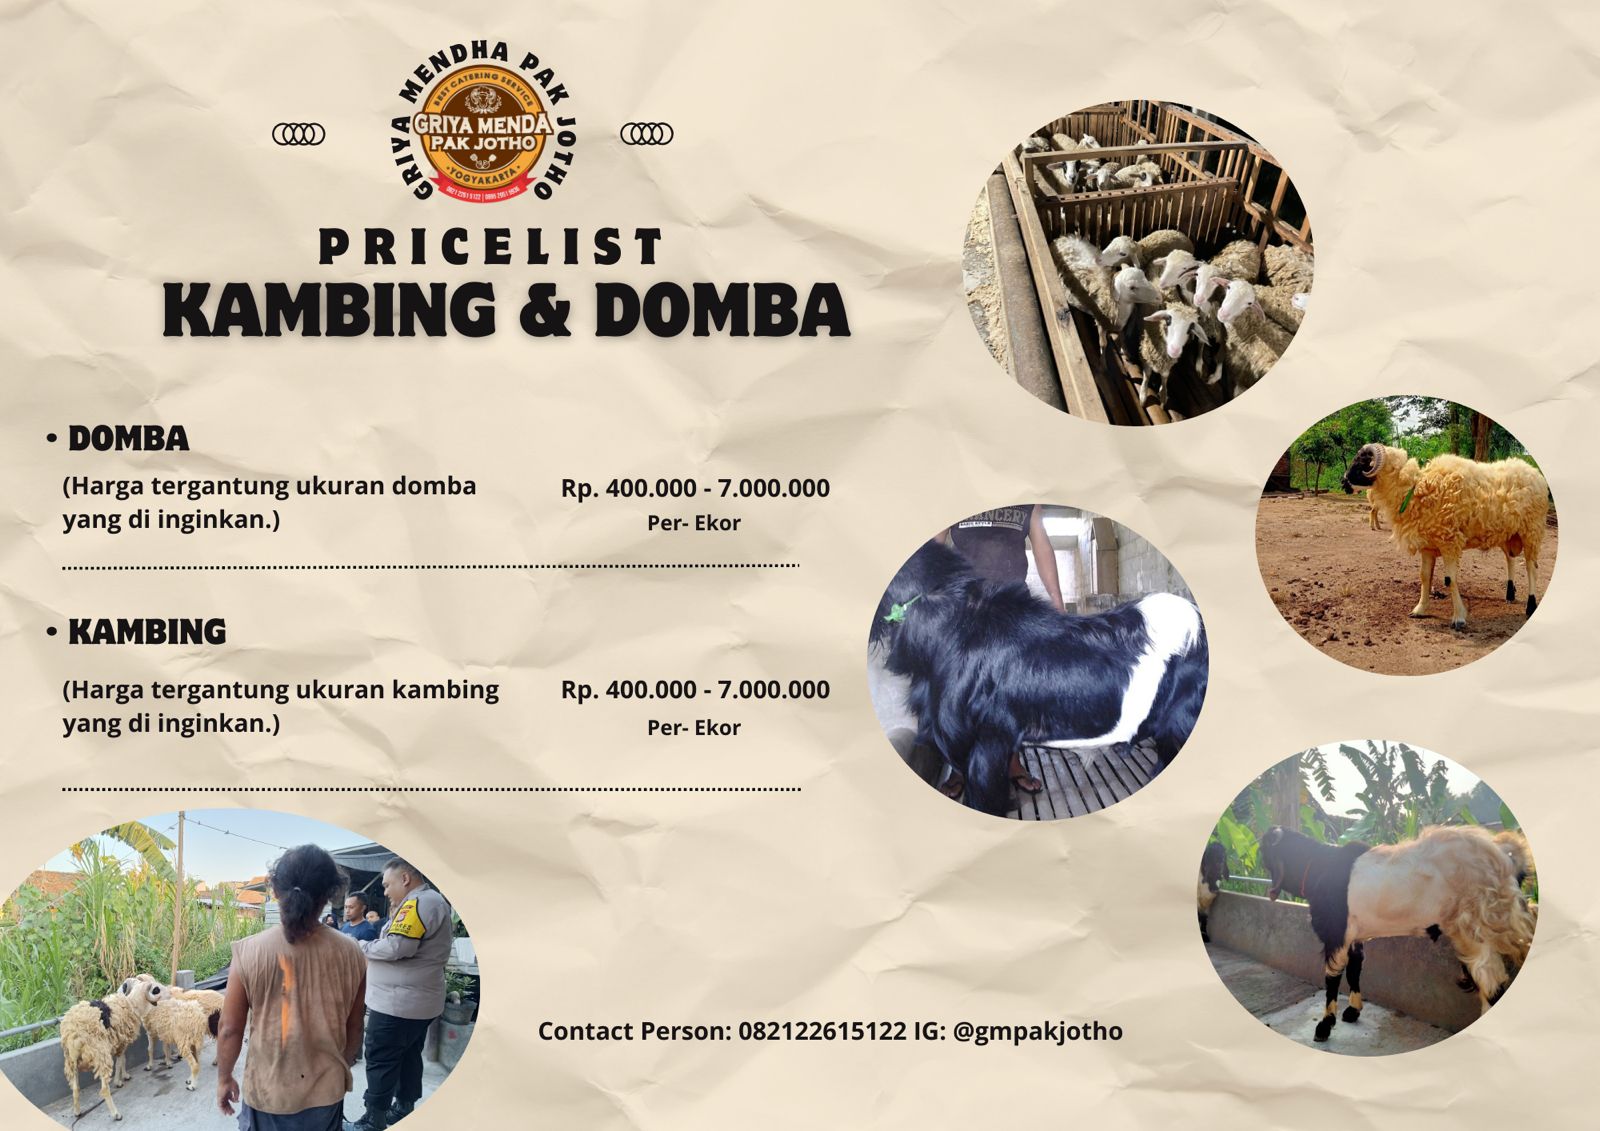 GRIYA MENDHA PAK JOTHO
BEST CATERING SERVICE
GRIYA MENDA
PAK JOTHO
YOGYAKARTA
PRICELIST
KAMBING & DOMBA
• DOMBA
(Harga tergantung ukuran domba
yang di inginkan.)
Rp. 400.000 - 7.000.000
Per- Ekor
• KAMBING
(Harga tergantung ukuran kambing
yang di inginkan.)
Rp. 400.000 - 7.000.000
Per- Ekor
Contact Person: 082122615122 IG: @gmpakjotho